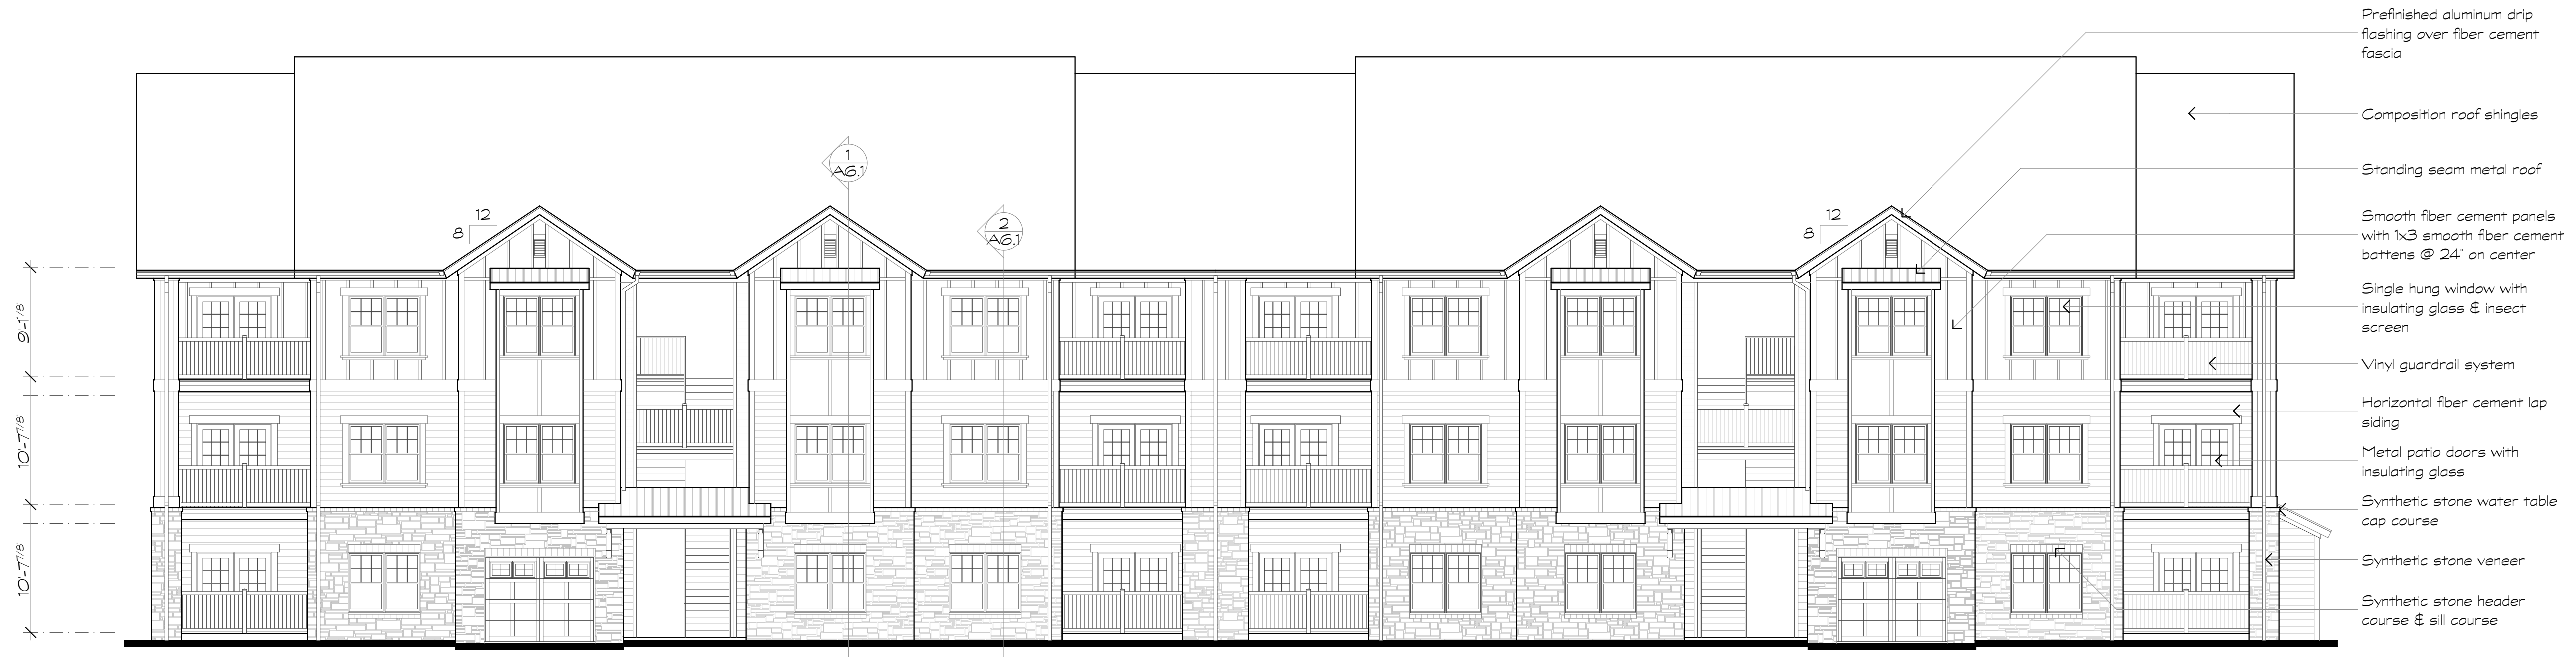 Prefinished aluminum drip
flashing over fiber cement
fascia
Composition roof shingles
1
A6.1
Standing seam metal roof
12
8
2
A6.1
12
8
Smooth fiber cement panels
with 1x3 smooth fiber cement
battens @ 24" on center
Single hung window with
insulating glass & insect
screen
9'-1 1/8"
Vinyl guardrail system
Horizontal fiber cement lap
siding
10'-7 7/8"
Metal patio doors with
insulating glass
Synthetic stone water table
cap course
Synthetic stone veneer
10'-7 7/8"
Synthetic stone header
course & sill course